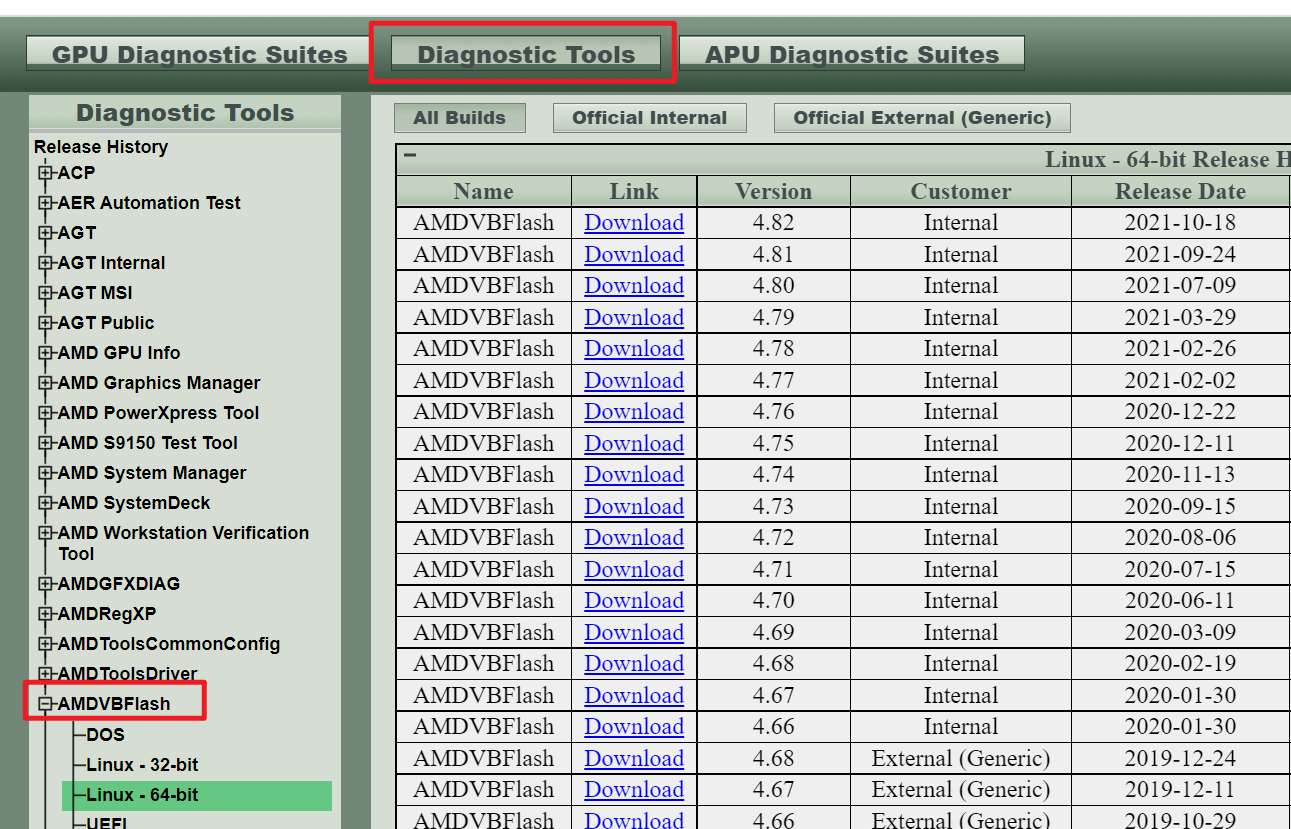 GPU Diagnostic Suites
Diagnostic Tools
APU Diagnostic Suites
Diagnostic Tools
Release History
ACP
AER Automation Test
AGT
AGT Internal
AGT MSI
AGT Public
AMD GPU Info
AMD Graphics Manager
AMD PowerXpress Tool
AMD S9150 Test Tool
AMD System Manager
AMD SystemDeck
AMD Workstation Verification
Tool
AMDGFXDIAG
AMDRegXP
AMDToolsCommonConfig
AMDToolsDriver
AMDVBFlash
DOS
Linux - 32-bit
Linux - 64-bit
UEFI
All Builds
Official Internal
Official External (Generic)
Linux - 64-bit Release H
Name Link Version Customer Release Date
AMDVBFlash Download 4.82 Internal 2021-10-18
AMDVBFlash Download 4.81 Internal 2021-09-24
AMDVBFlash Download 4.80 Internal 2021-07-09
AMDVBFlash Download 4.79 Internal 2021-03-29
AMDVBFlash Download 4.78 Internal 2021-02-26
AMDVBFlash Download 4.77 Internal 2021-02-02
AMDVBFlash Download 4.76 Internal 2020-12-22
AMDVBFlash Download 4.75 Internal 2020-12-11
AMDVBFlash Download 4.74 Internal 2020-11-13
AMDVBFlash Download 4.73 Internal 2020-09-15
AMDVBFlash Download 4.72 Internal 2020-08-06
AMDVBFlash Download 4.71 Internal 2020-07-15
AMDVBFlash Download 4.70 Internal 2020-06-11
AMDVBFlash Download 4.69 Internal 2020-03-09
AMDVBFlash Download 4.68 Internal 2020-02-19
AMDVBFlash Download 4.67 Internal 2020-01-30
AMDVBFlash Download 4.66 Internal 2020-01-30
AMDVBFlash Download 4.68 External (Generic) 2019-12-24
AMDVBFlash Download 4.67 External (Generic) 2019-12-11
AMDVBFlash Download 4.66 External (Generic) 2019-10-29